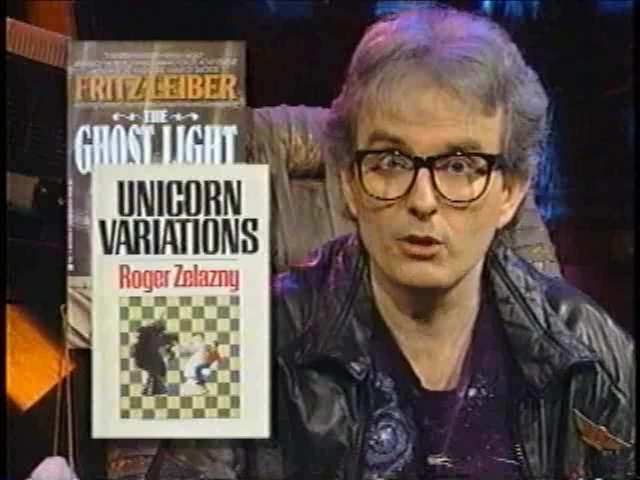 FRITZ LEIBER
THE
GHOST LIGHT
UNICORN
VARIATIONS
Roger Zelazny